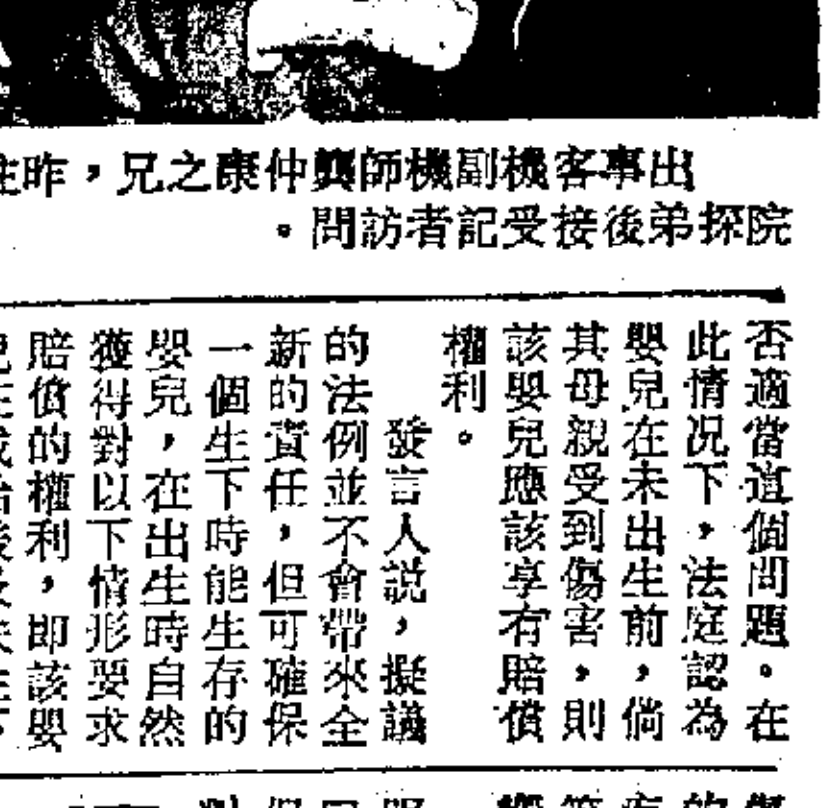 出事客機副機師龔仲康之兄，昨
院探弟後接受記者訪問。
否適當這個問題。在
此情況下，法庭認為
嬰兒在未出生前，倘
其母親受到傷害，則
該嬰兒應該享有賠償
權利。
發言人説，擬議
的法例並不會帶來全
新的責任，但可確保
一個生下時能生存的
嬰兒，在出生時自然
獲得對以下情形要求
賠償的權利，即該嬰